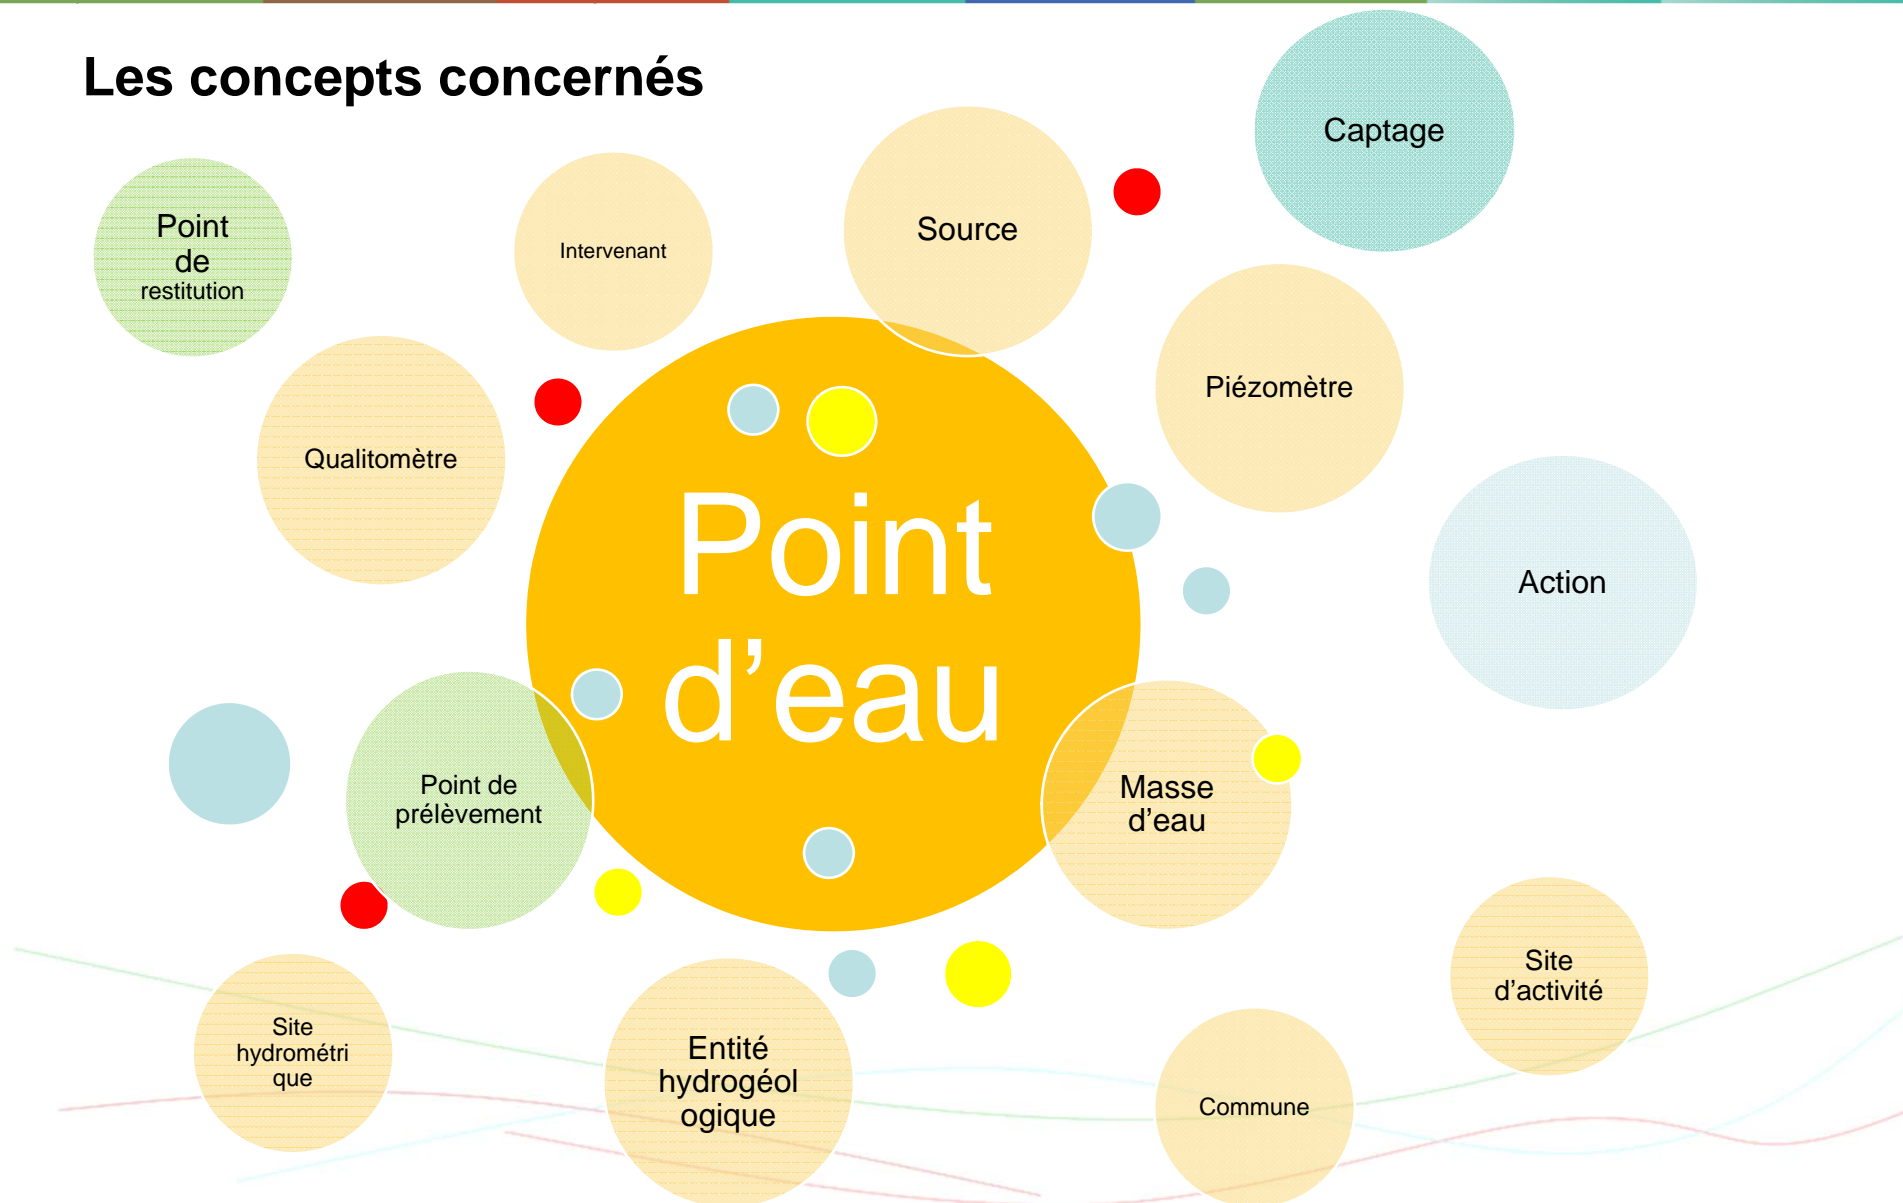 Les concepts concernés
Captage
Point
de
restitution
Intervenant
Source
Piézomètre
Qualitomètre
Point
d’eau
Action
Point de
prélèvement
Masse
d’eau
Site
d’activité
Site
hydrométri
que
Entité
hydrogéol
ogique
Commune